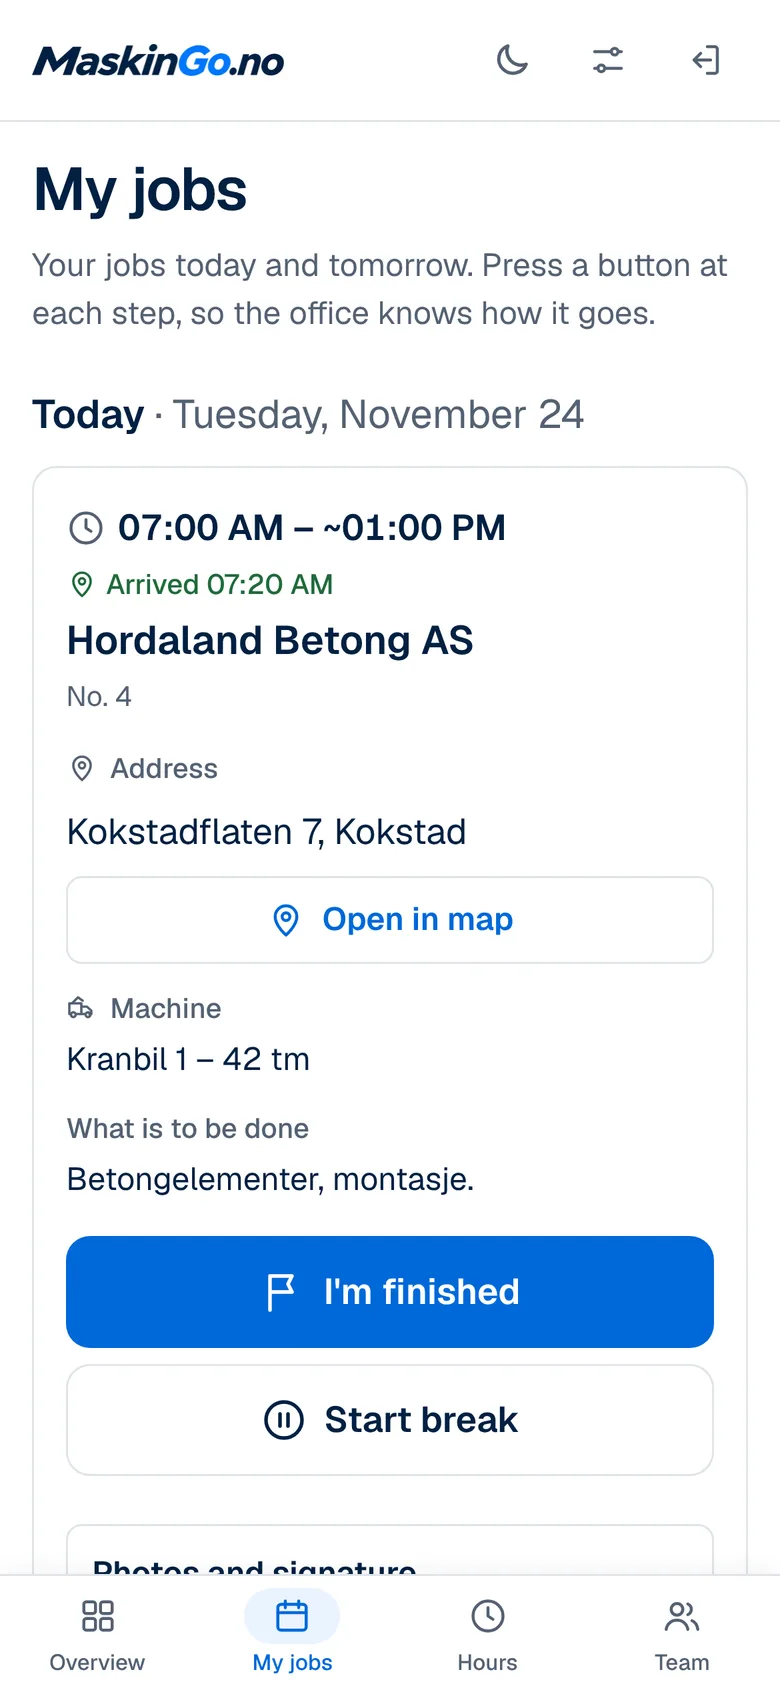 MaskinGo.no
My jobs
Your jobs today and tomorrow. Press a button at
each step, so the office knows how it goes.
Today · Tuesday, November 24
07:00 AM – ~01:00 PM
Arrived 07:20 AM
Hordaland Betong AS
No. 4
Address
Kokstadflaten 7, Kokstad
Open in map
Machine
Kranbil 1 – 42 tm
What is to be done
Betongelementer, montasje.
I'm finished
Start break
Photos and signature
Overview
My jobs
Hours
Team